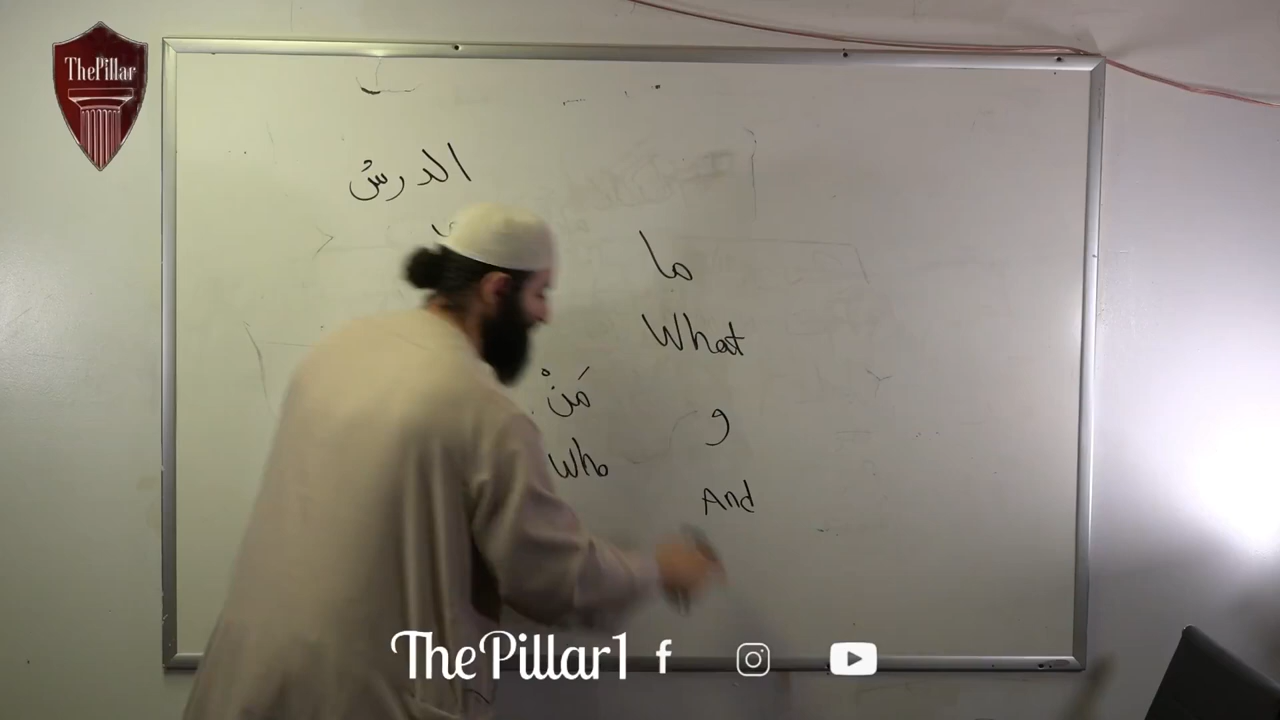 ThePillar
الدرسُ
ما
What
مَنْ
و
Who
And
ThePillar1